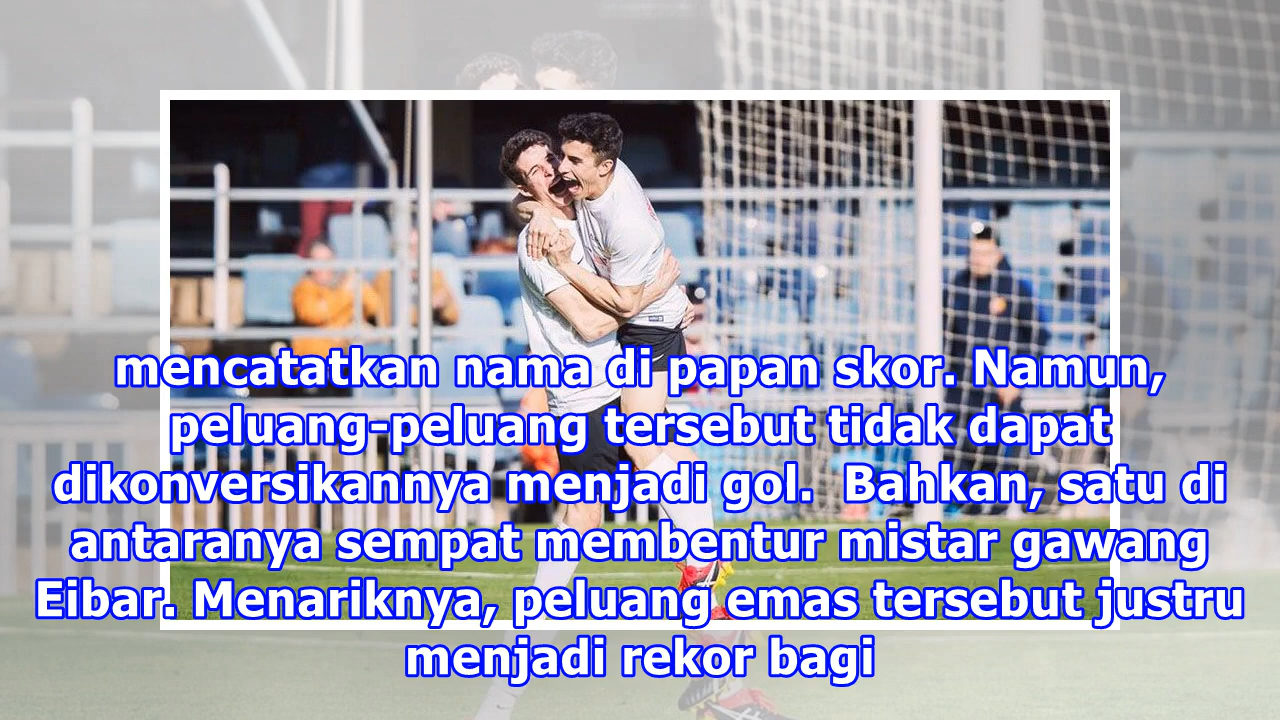 mencatatkan nama di papan skor. Namun,
peluang-peluang tersebut tidak dapat
dikonversikannya menjadi gol.  Bahkan, satu di
antaranya sempat membentur mistar gawang
Eibar. Menariknya, peluang emas tersebut justru
menjadi rekor bagi